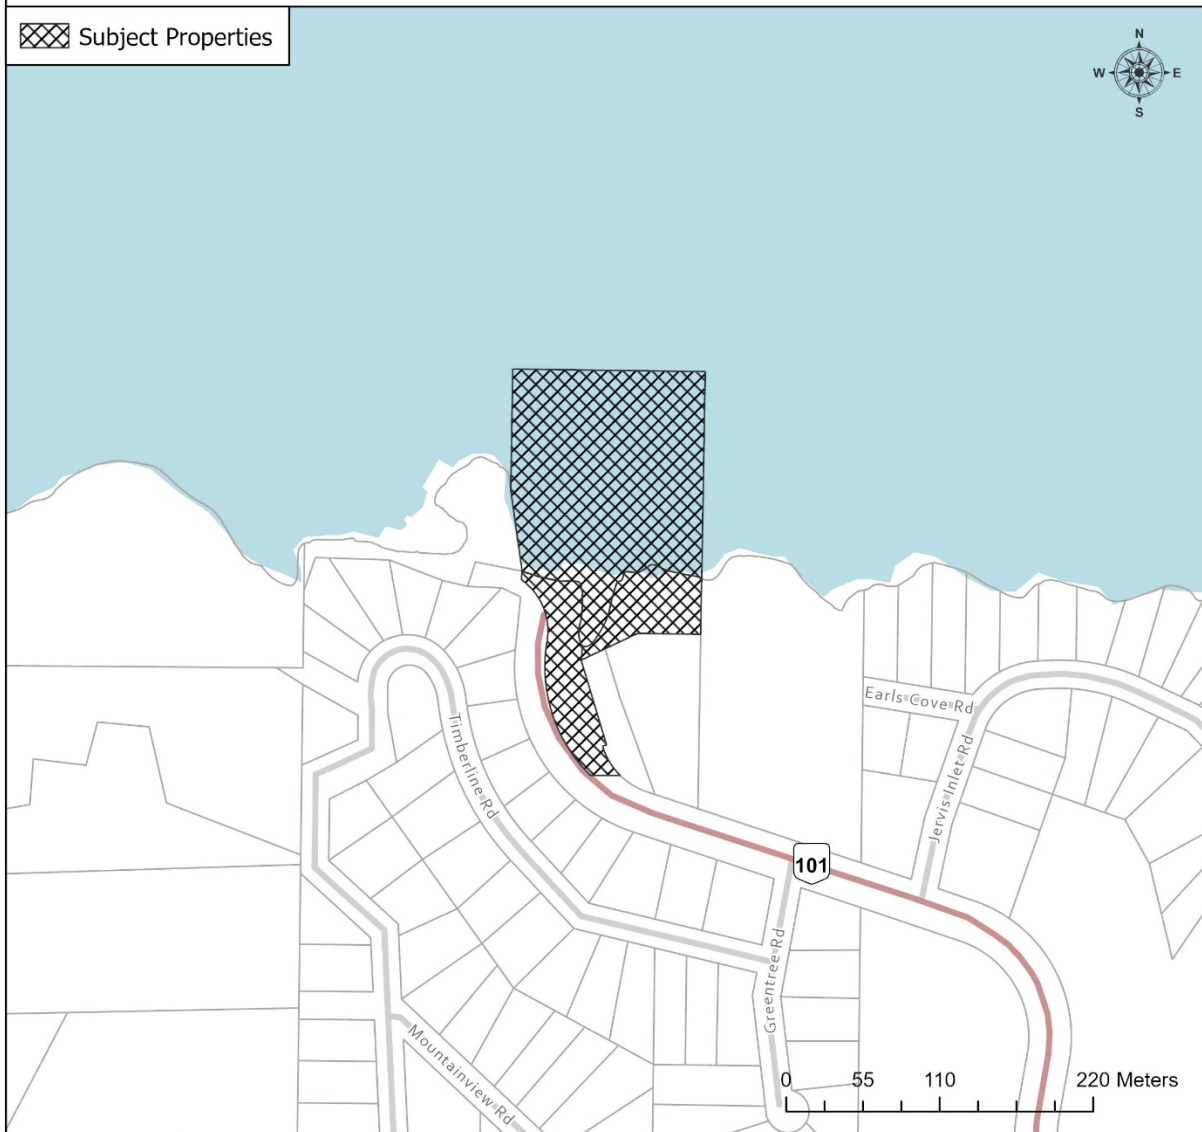 Subject Properties
N
W E
S
Earls Cove Rd
Timberline Rd
Jervis Inlet Rd
101
Greentree Rd
Mountainview Rd
0 55 110 220 Meters